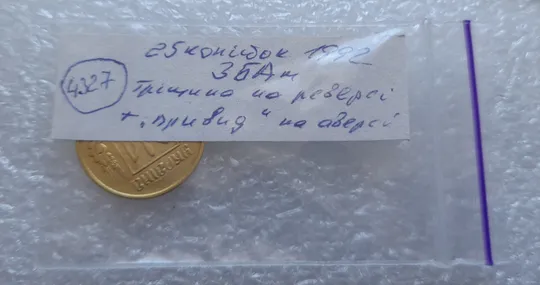 25 копійок 1992
3БАм
4327
Тріщина на реверсі
+ „привид“ на аверсі